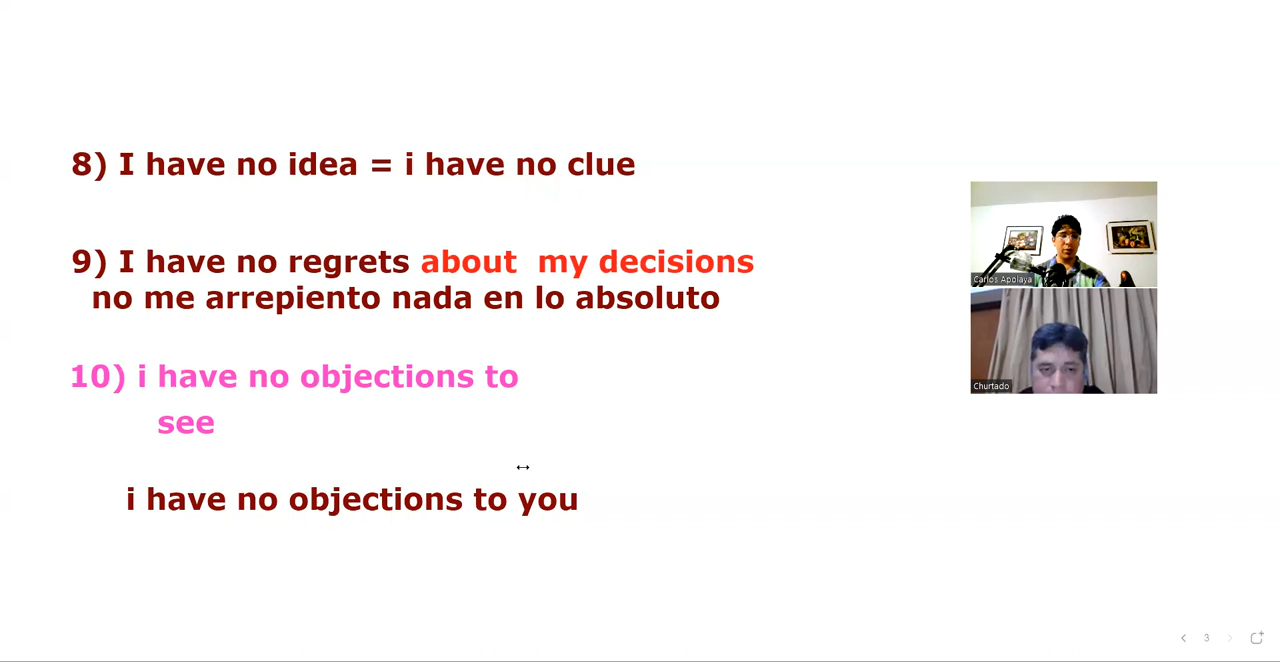 8) I have no idea = i have no clue
9) I have no regrets about my decisions
no me arrepiento nada en lo absoluto
10) i have no objections to
see
i have no objections to you
Carlos Apolaya
Churtado
3